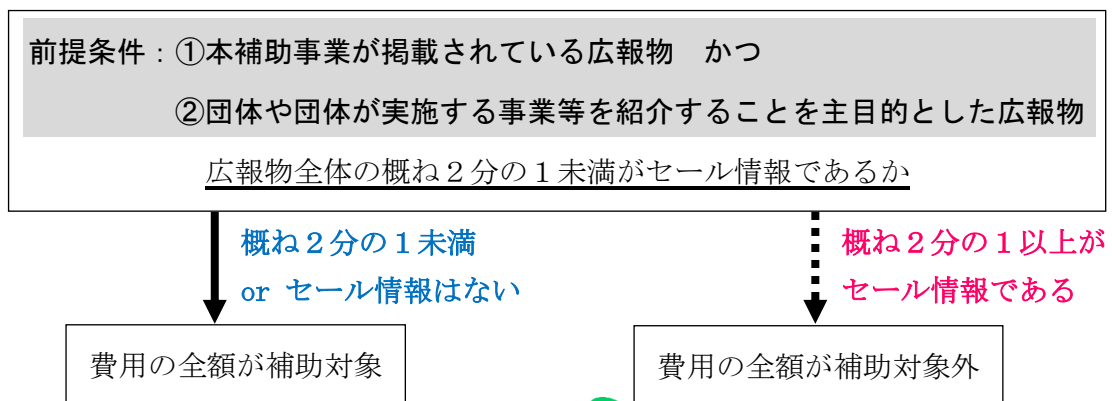 前提条件：①本補助事業が掲載されている広報物　かつ
②団体や団体が実施する事業等を紹介することを主目的とした広報物
広報物全体の概ね２分の１未満がセール情報であるか
概ね２分の１未満
or セール情報はない
概ね２分の１以上が
セール情報である
費用の全額が補助対象
費用の全額が補助対象外